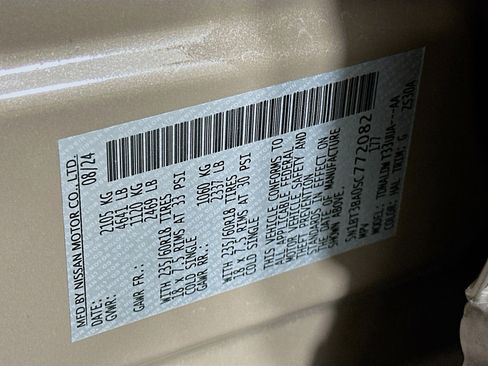 MFD BY NISSAN MOTOR CO., LTD.
DATE: 08/24
GVWR: 2105 KG
4641 LB
GAWR FR.: 1120 KG
2469 LB
WITH 235/60R18 TIRES
18 X 7.5 RIMS AT 33 PSI
COLD SINGLE
GAWR RR.: 1060 KG
2337 LB
WITH 235/60R18 TIRES
18 X 7.5 RIMS AT 30 PSI
COLD SINGLE
THIS VEHICLE CONFORMS TO
ALL APPLICABLE FEDERAL
MOTOR VEHICLE SAFETY AND
THEFT PREVENTION
STANDARDS IN EFFECT ON
THE DATE OF MANUFACTURE
SHOWN ABOVE.
5N1BT3BA0SC772082
MPV 177
MODEL:
COLOR: HAL TRIM: G